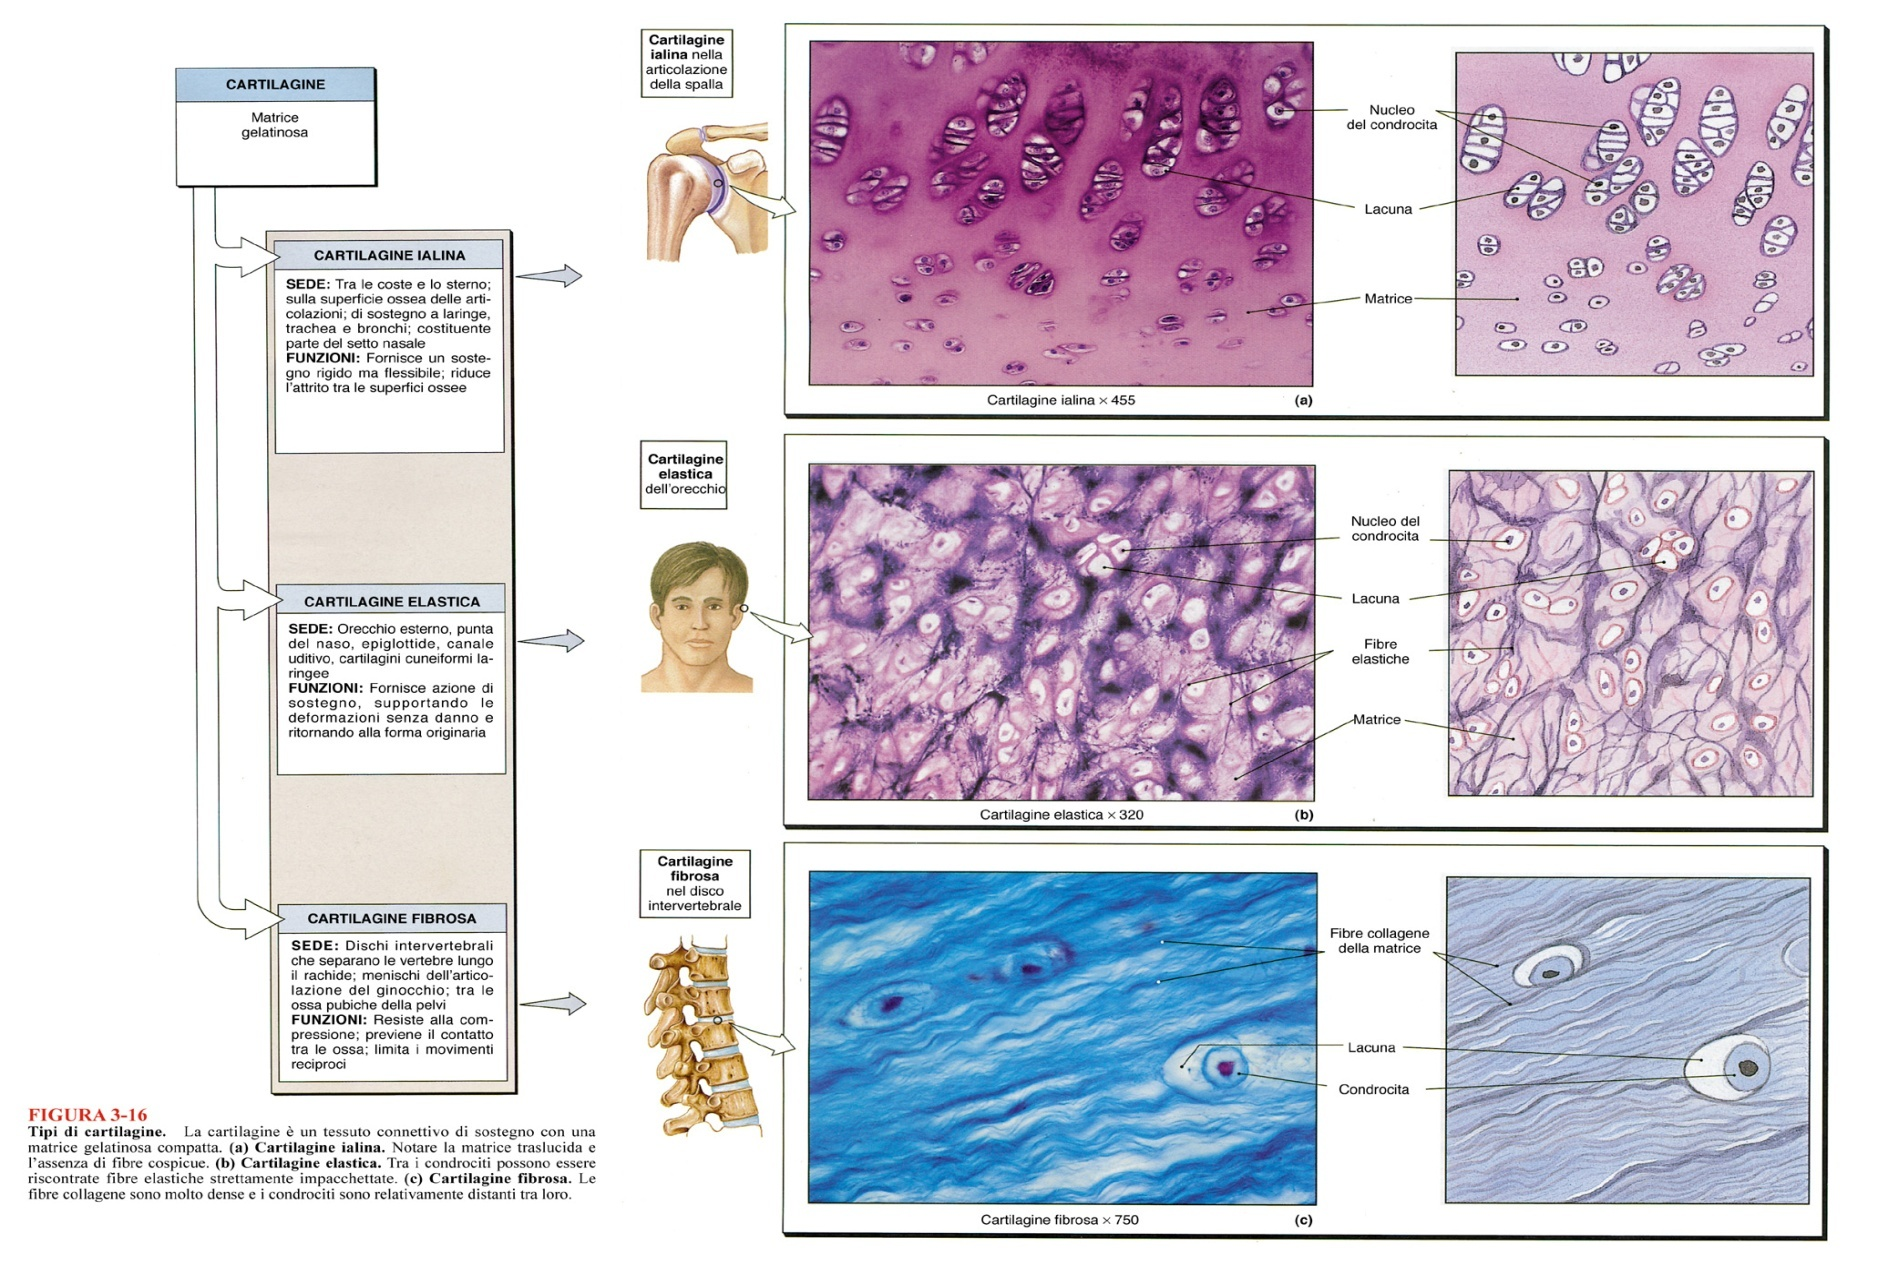 CARTILAGINE
Matrice
gelatinosa
CARTILAGINE IALINA
SEDE: Tra le coste e lo sterno;
sulla superficie ossea delle arti-
colazioni; di sostegno a laringe,
trachea e bronchi; costituente
parte del setto nasale
FUNZIONI: Fornisce un soste-
gno rigido ma flessibile; riduce
l'attrito tra le superfici ossee
CARTILAGINE ELASTICA
SEDE: Orecchio esterno, punta
del naso, epiglottide, canale
uditivo, cartilagini cuneiformi la-
ringee
FUNZIONI: Fornisce azione di
sostegno, supportando le
deformazioni senza danno e
ritornando alla forma originaria
CARTILAGINE FIBROSA
SEDE: Dischi intervertebrali
che separano le vertebre lungo
il rachide; menischi dell'artico-
lazione del ginocchio; tra le
ossa pubiche della pelvi
FUNZIONI: Resiste alla com-
pressione; previene il contatto
tra le ossa; limita i movimenti
reciproci
FIGURA 3-16
Tipi di cartilagine. La cartilagine è un tessuto connettivo di sostegno con una
matrice gelatinosa compatta. (a) Cartilagine ialina. Notare la matrice traslucida e
l'assenza di fibre cospicue. (b) Cartilagine elastica. Tra i condrociti possono essere
riscontrate fibre elastiche strettamente impacchettate. (c) Cartilagine fibrosa. Le
fibre collagene sono molto dense e i condrociti sono relativamente distanti tra loro.
Cartilagine
ialina nella
articolazione
della spalla
Nucleo
del condrocita
Lacuna
Matrice
Cartilagine ialina × 455
(a)
Cartilagine
elastica
dell'orecchio
Nucleo del
condrocita
Lacuna
Fibre
elastiche
Matrice
Cartilagine elastica × 320
(b)
Cartilagine
fibrosa
nel disco
intervertebrale
Fibre collagene
della matrice
Lacuna
Condrocita
Cartilagine fibrosa × 750
(c)